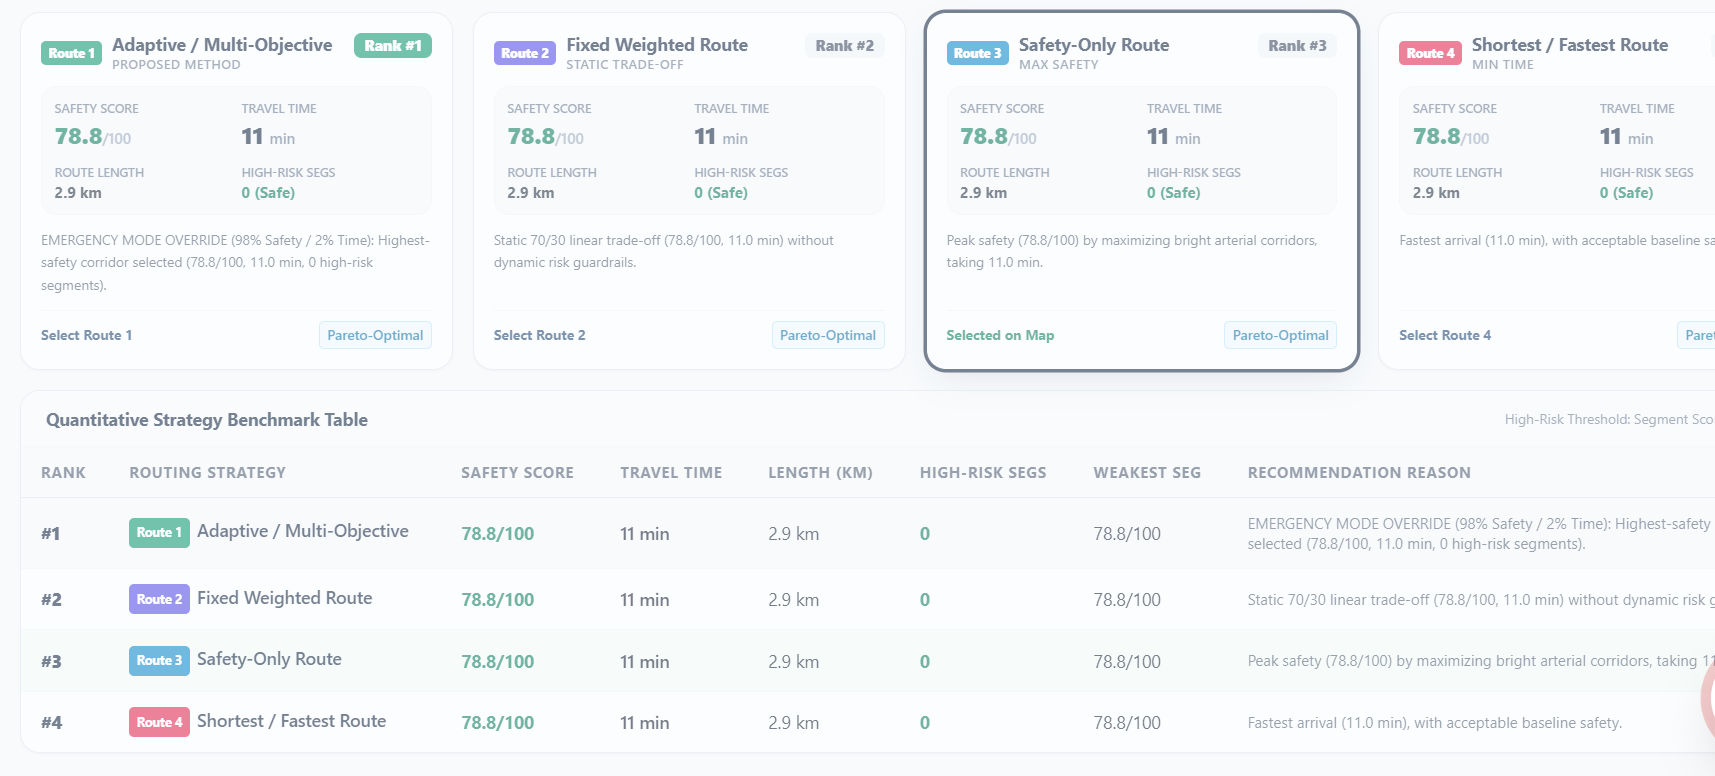 Route 1 Adaptive / Multi-Objective Rank #1
PROPOSED METHOD
SAFETY SCORE TRAVEL TIME
78.8/100 11 min
ROUTE LENGTH HIGH-RISK SEGS
2.9 km 0 (Safe)
EMERGENCY MODE OVERRIDE (98% Safety / 2% Time): Highest-
safety corridor selected (78.8/100, 11.0 min, 0 high-risk
segments).
Select Route 1 Pareto-Optimal
Route 2 Fixed Weighted Route Rank #2
STATIC TRADE-OFF
SAFETY SCORE TRAVEL TIME
78.8/100 11 min
ROUTE LENGTH HIGH-RISK SEGS
2.9 km 0 (Safe)
Static 70/30 linear trade-off (78.8/100, 11.0 min) without
dynamic risk guardrails.
Select Route 2 Pareto-Optimal
Route 3 Safety-Only Route Rank #3
MAX SAFETY
SAFETY SCORE TRAVEL TIME
78.8/100 11 min
ROUTE LENGTH HIGH-RISK SEGS
2.9 km 0 (Safe)
Peak safety (78.8/100) by maximizing bright arterial corridors,
taking 11.0 min.
Selected on Map Pareto-Optimal
Route 4 Shortest / Fastest Route
MIN TIME
SAFETY SCORE TRAVEL TIME
78.8/100 11 min
ROUTE LENGTH HIGH-RISK SEGS
2.9 km 0 (Safe)
Fastest arrival (11.0 min), with acceptable baseline
Select Route 4
Quantitative Strategy Benchmark Table High-Risk Threshold: Segment
RANK ROUTING STRATEGY SAFETY SCORE TRAVEL TIME LENGTH (KM) HIGH-RISK SEGS WEAKEST SEG RECOMMENDATION REASON
#1 Route 1 Adaptive / Multi-Objective 78.8/100 11 min 2.9 km 0 78.8/100 EMERGENCY MODE OVERRIDE (98% Safety / 2% Time): Highest-safety
selected (78.8/100, 11.0 min, 0 high-risk segments).
#2 Route 2 Fixed Weighted Route 78.8/100 11 min 2.9 km 0 78.8/100 Static 70/30 linear trade-off (78.8/100, 11.0 min) without dynamic risk
#3 Route 3 Safety-Only Route 78.8/100 11 min 2.9 km 0 78.8/100 Peak safety (78.8/100) by maximizing bright arterial corridors, taking
#4 Route 4 Shortest / Fastest Route 78.8/100 11 min 2.9 km 0 78.8/100 Fastest arrival (11.0 min), with acceptable baseline safety.